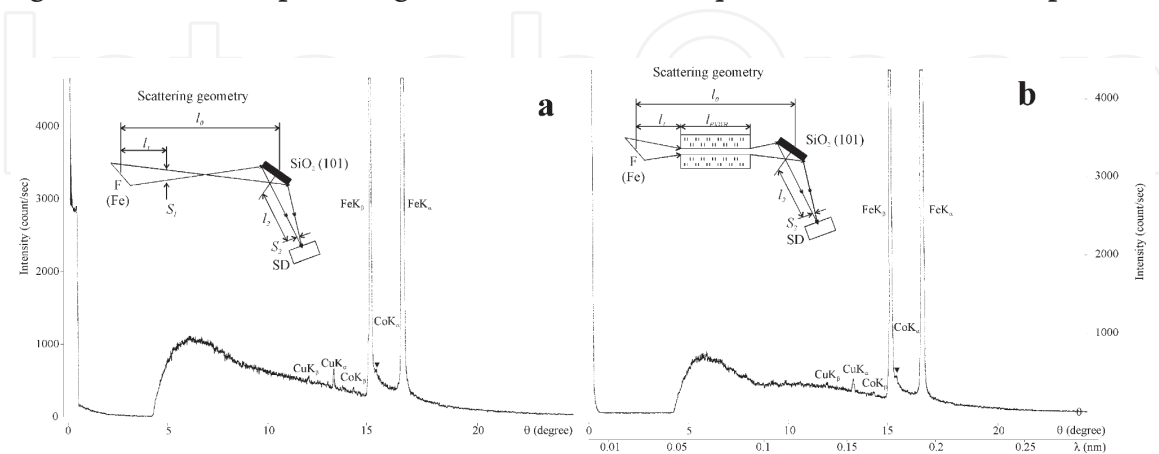 Scattering geometry
a
l₀
l₁
SiO₂ (101)
F
(Fe)
S₁
l₂
S₂
SD
FeKβ
FeKα
CoKα
CuKβ
CuKα
CoKβ
Intensity (count/sec)
4000
3000
2000
1000
0
0 5 10 15 20 θ (degree)
Scattering geometry
b
l₀
l₁
SiO₂ (101)
F
(Fe)
S₂
SD
FeKβ
FeKα
CoKα
CuKβ
CuKα
CoKβ
4000
3000
2000
1000
0
Intensity (count/sec)
5 10 15 20 θ (degree)
0.01 0.05 0.1 0.15 0.2 0.25 λ (nm)